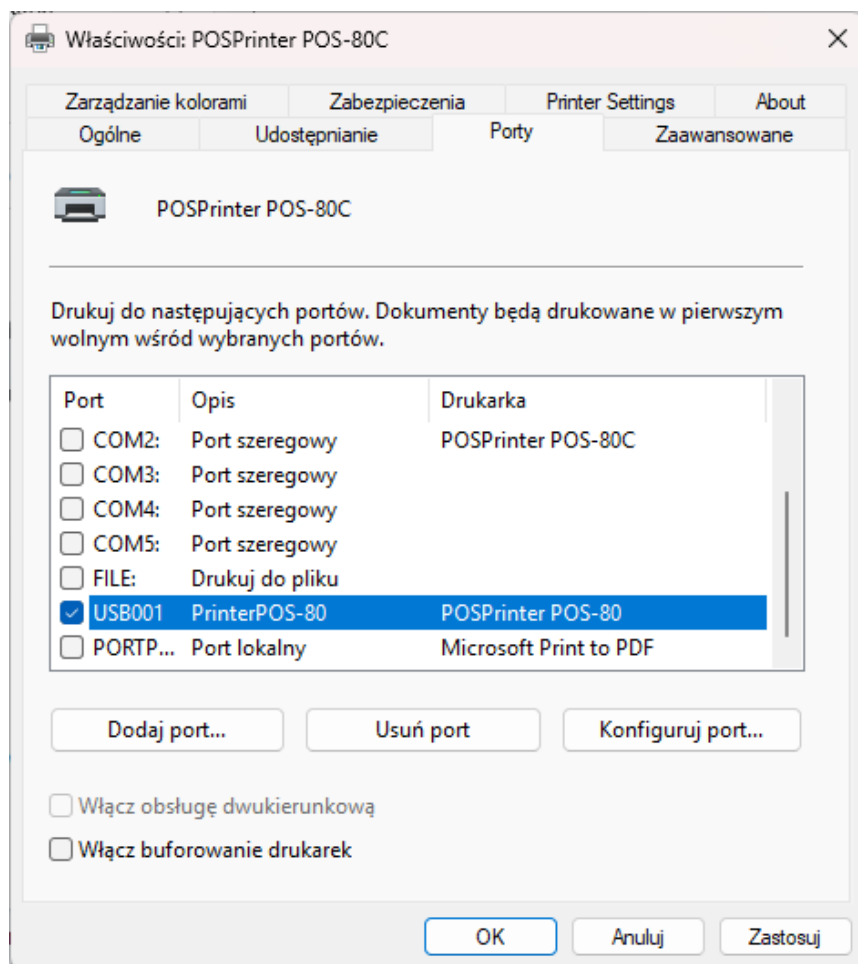 Właściwości: POSPrinter POS-80C
Zarządzanie kolorami Zabezpieczenia Printer Settings About
Ogólne Udostępnianie Porty Zaawansowane
POSPrinter POS-80C
Drukuj do następujących portów. Dokumenty będą drukowane w pierwszym
wolnym wśród wybranych portów.
Port Opis Drukarka
COM2: Port szeregowy POSPrinter POS-80C
COM3: Port szeregowy
COM4: Port szeregowy
COM5: Port szeregowy
FILE: Drukuj do pliku
USB001 PrinterPOS-80 POSPrinter POS-80
PORTP... Port lokalny Microsoft Print to PDF
Dodaj port... Usuń port Konfiguruj port...
Włącz obsługę dwukierunkową
Włącz buforowanie drukarek
OK Anuluj Zastosuj